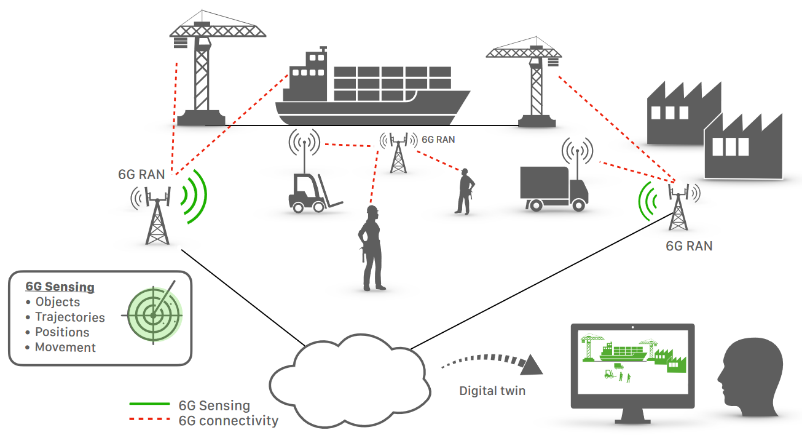 6G RAN
6G RAN
6G RAN
6G Sensing
• Objects
• Trajectories
• Positions
• Movement
Digital twin
6G Sensing
6G connectivity